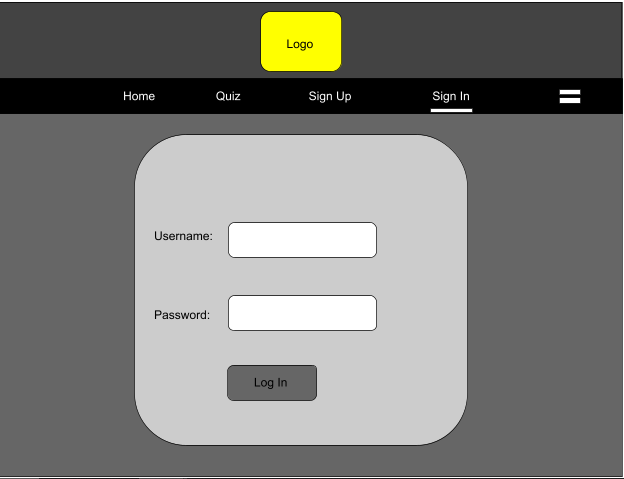 Logo
Home Quiz Sign Up Sign In
Username:
Password:
Log In